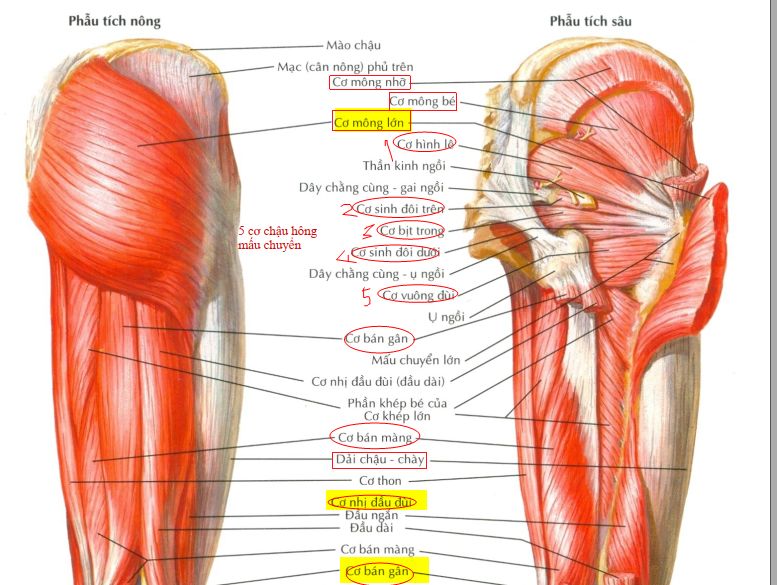 Phẫu tích nông
Phẫu tích sâu
Mào chậu
Mạc (cân nông) phủ trên
Cơ mông nhỡ
Cơ mông bé
Cơ mông lớn
1 Cơ hình lê
Thần kinh ngồi
Dây chằng cùng - gai ngồi
2 Cơ sinh đôi trên
3 Cơ bịt trong
4 Cơ sinh đôi dưới
Dây chằng cùng - ụ ngồi
5 Cơ vuông đùi
Ụ ngồi
5 cơ chậu hông
mấu chuyển
Cơ bán gân
Mấu chuyển lớn
Cơ nhị đầu đùi (đầu dài)
Phần khép bé của
Cơ khép lớn
Cơ bán màng
Dải chậu - chày
Cơ thon
Cơ nhị đầu đùi
Đầu ngắn
Đầu dài
Cơ bán màng
Cơ bán gân